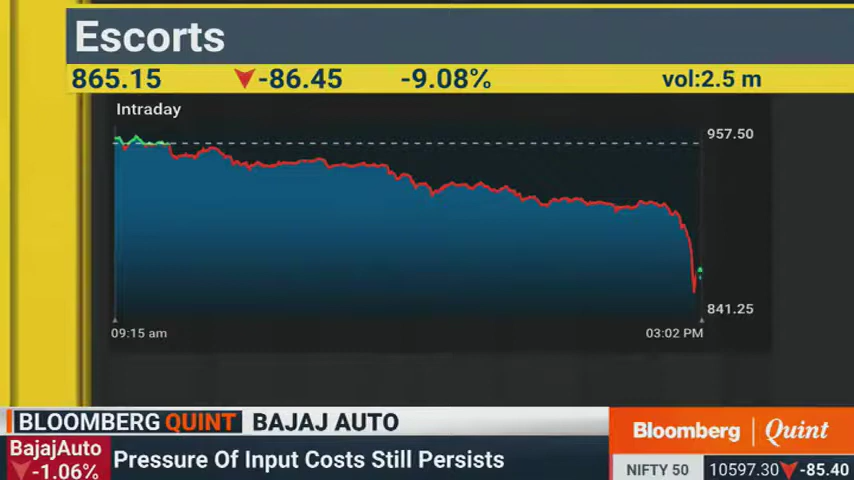 Escorts
865.15 -86.45 -9.08% vol:2.5 m
Intraday
957.50
841.25
09:15 am 03:02 PM
BLOOMBERG QUINT BAJAJ AUTO
BajajAuto
-1.06%
Pressure Of Input Costs Still Persists
Bloomberg | Quint
NIFTY 50 10597.30 -85.40